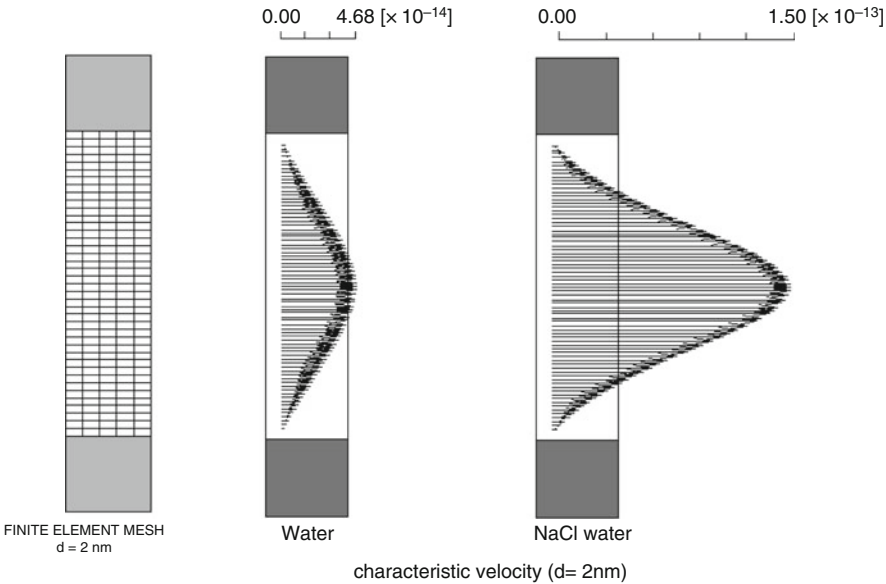 0.00 4.68 [× 10⁻¹⁴]
0.00 1.50 [× 10⁻¹³]
FINITE ELEMENT MESH
d = 2 nm
Water
NaCl water
characteristic velocity (d= 2nm)